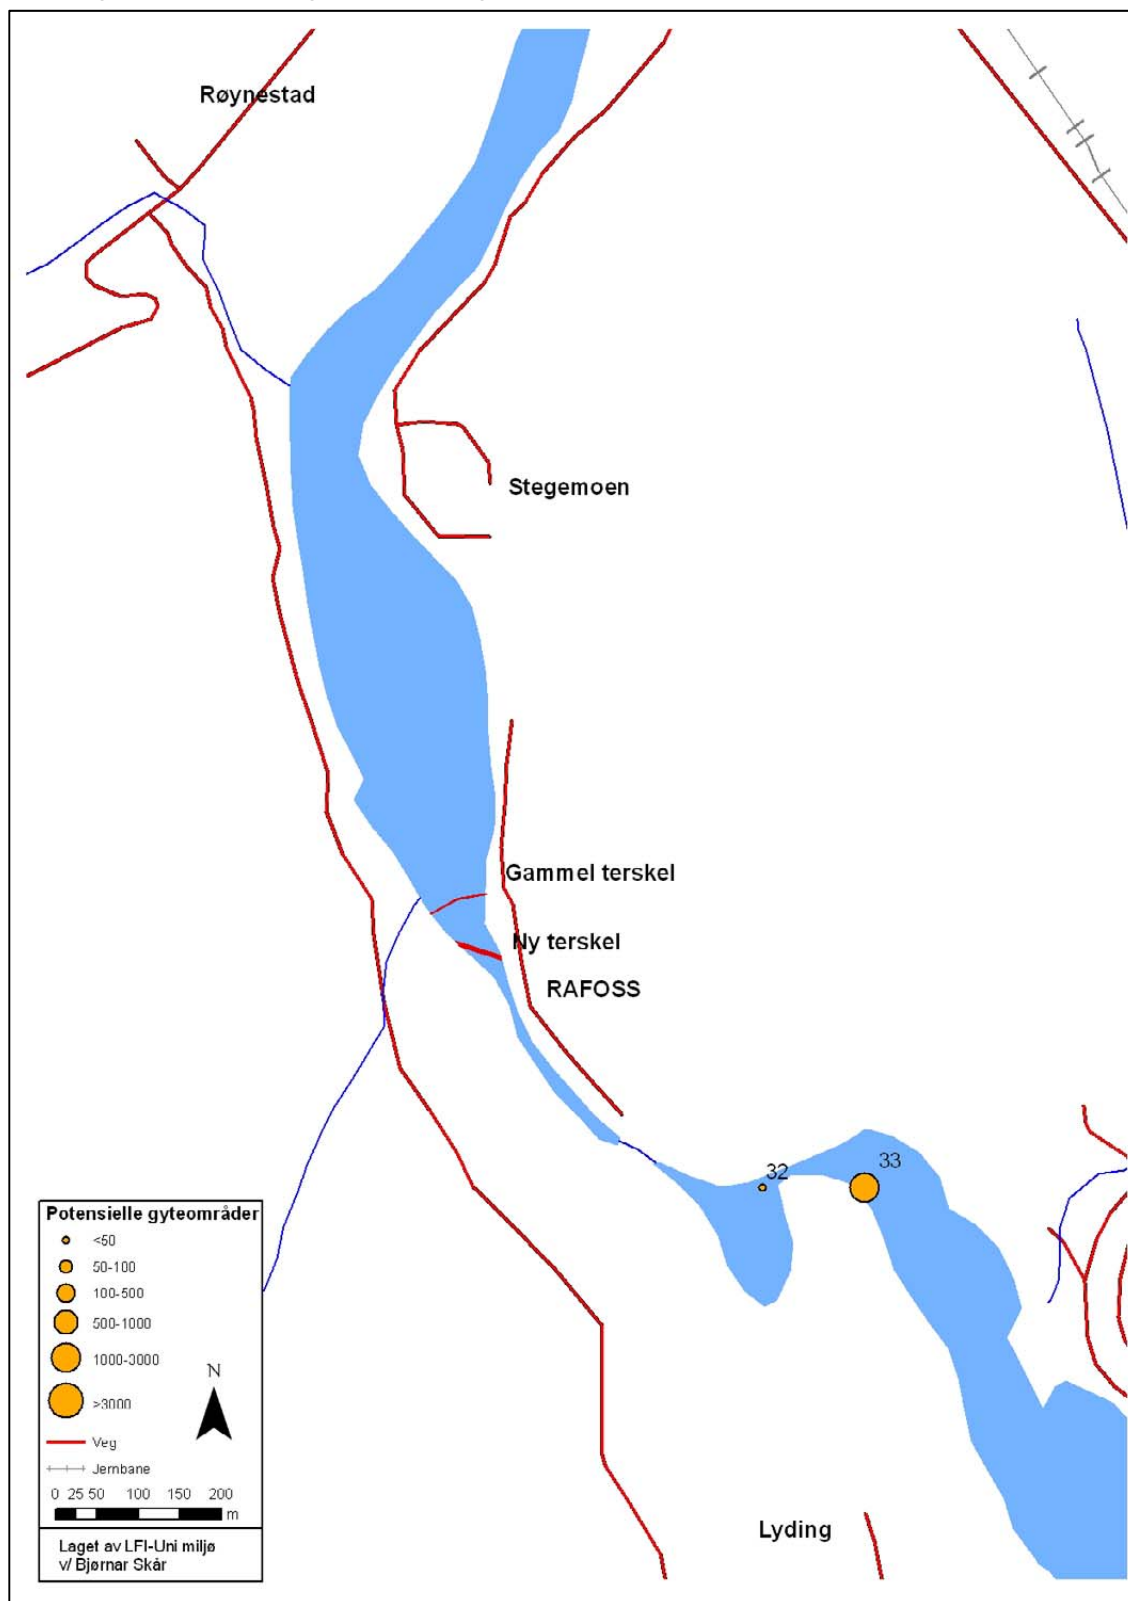 Røynestad
Stegemoen
Gammel terskel
Ny terskel
RAFOSS
32
33
Potensielle gyteområder
<50
50-100
100-500
500-1000
1000-3000
>3000
N
Veg
Jernbane
0 25 50 100 150 200
m
Laget av LFI-Uni miljø
v/ Bjørnar Skår
Lyding